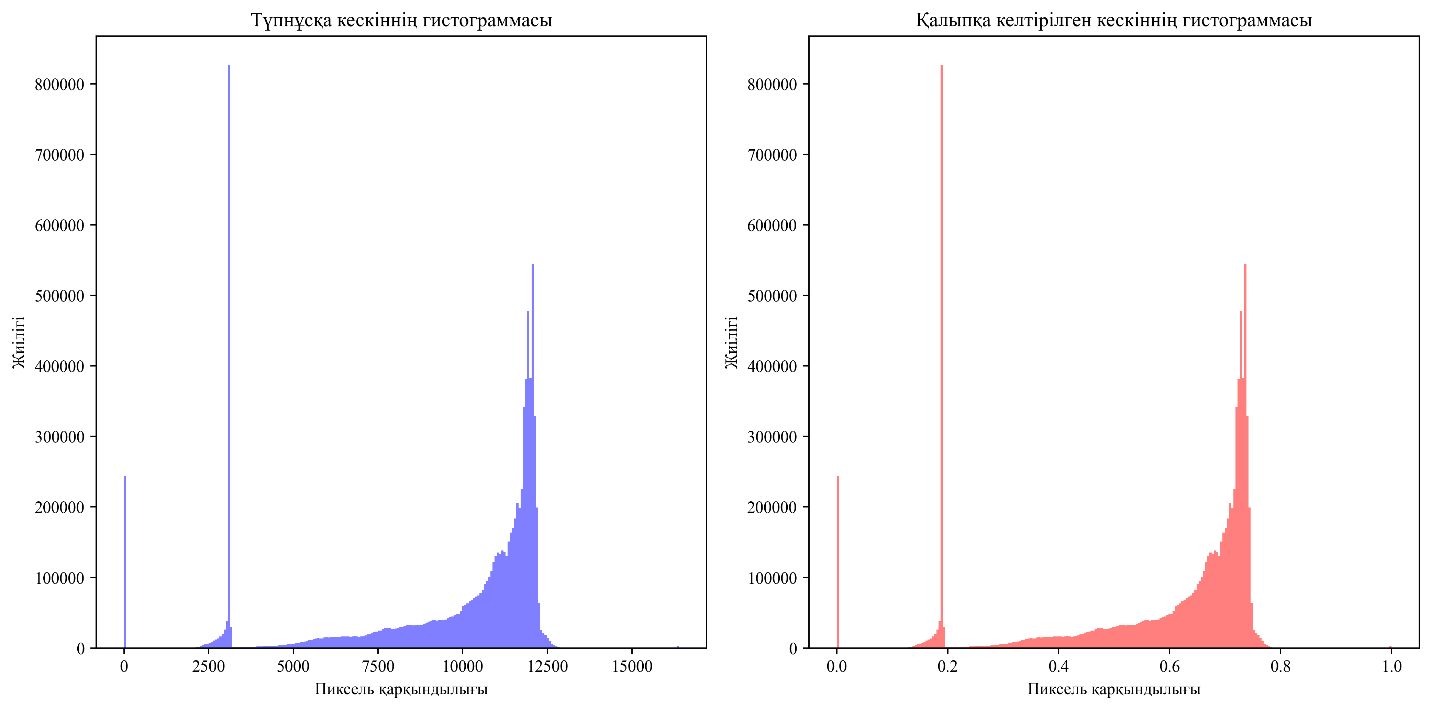 Түпнұсқа кескіннің гистограммасы
Жиілігі
800000
700000
600000
500000
400000
300000
200000
100000
0
0 2500 5000 7500 10000 12500 15000
Пиксель қарқындылығы
Қалыпқа келтірілген кескіннің гистограммасы
Жиілігі
800000
700000
600000
500000
400000
300000
200000
100000
0
0.0 0.2 0.4 0.6 0.8 1.0
Пиксель қарқындылығы